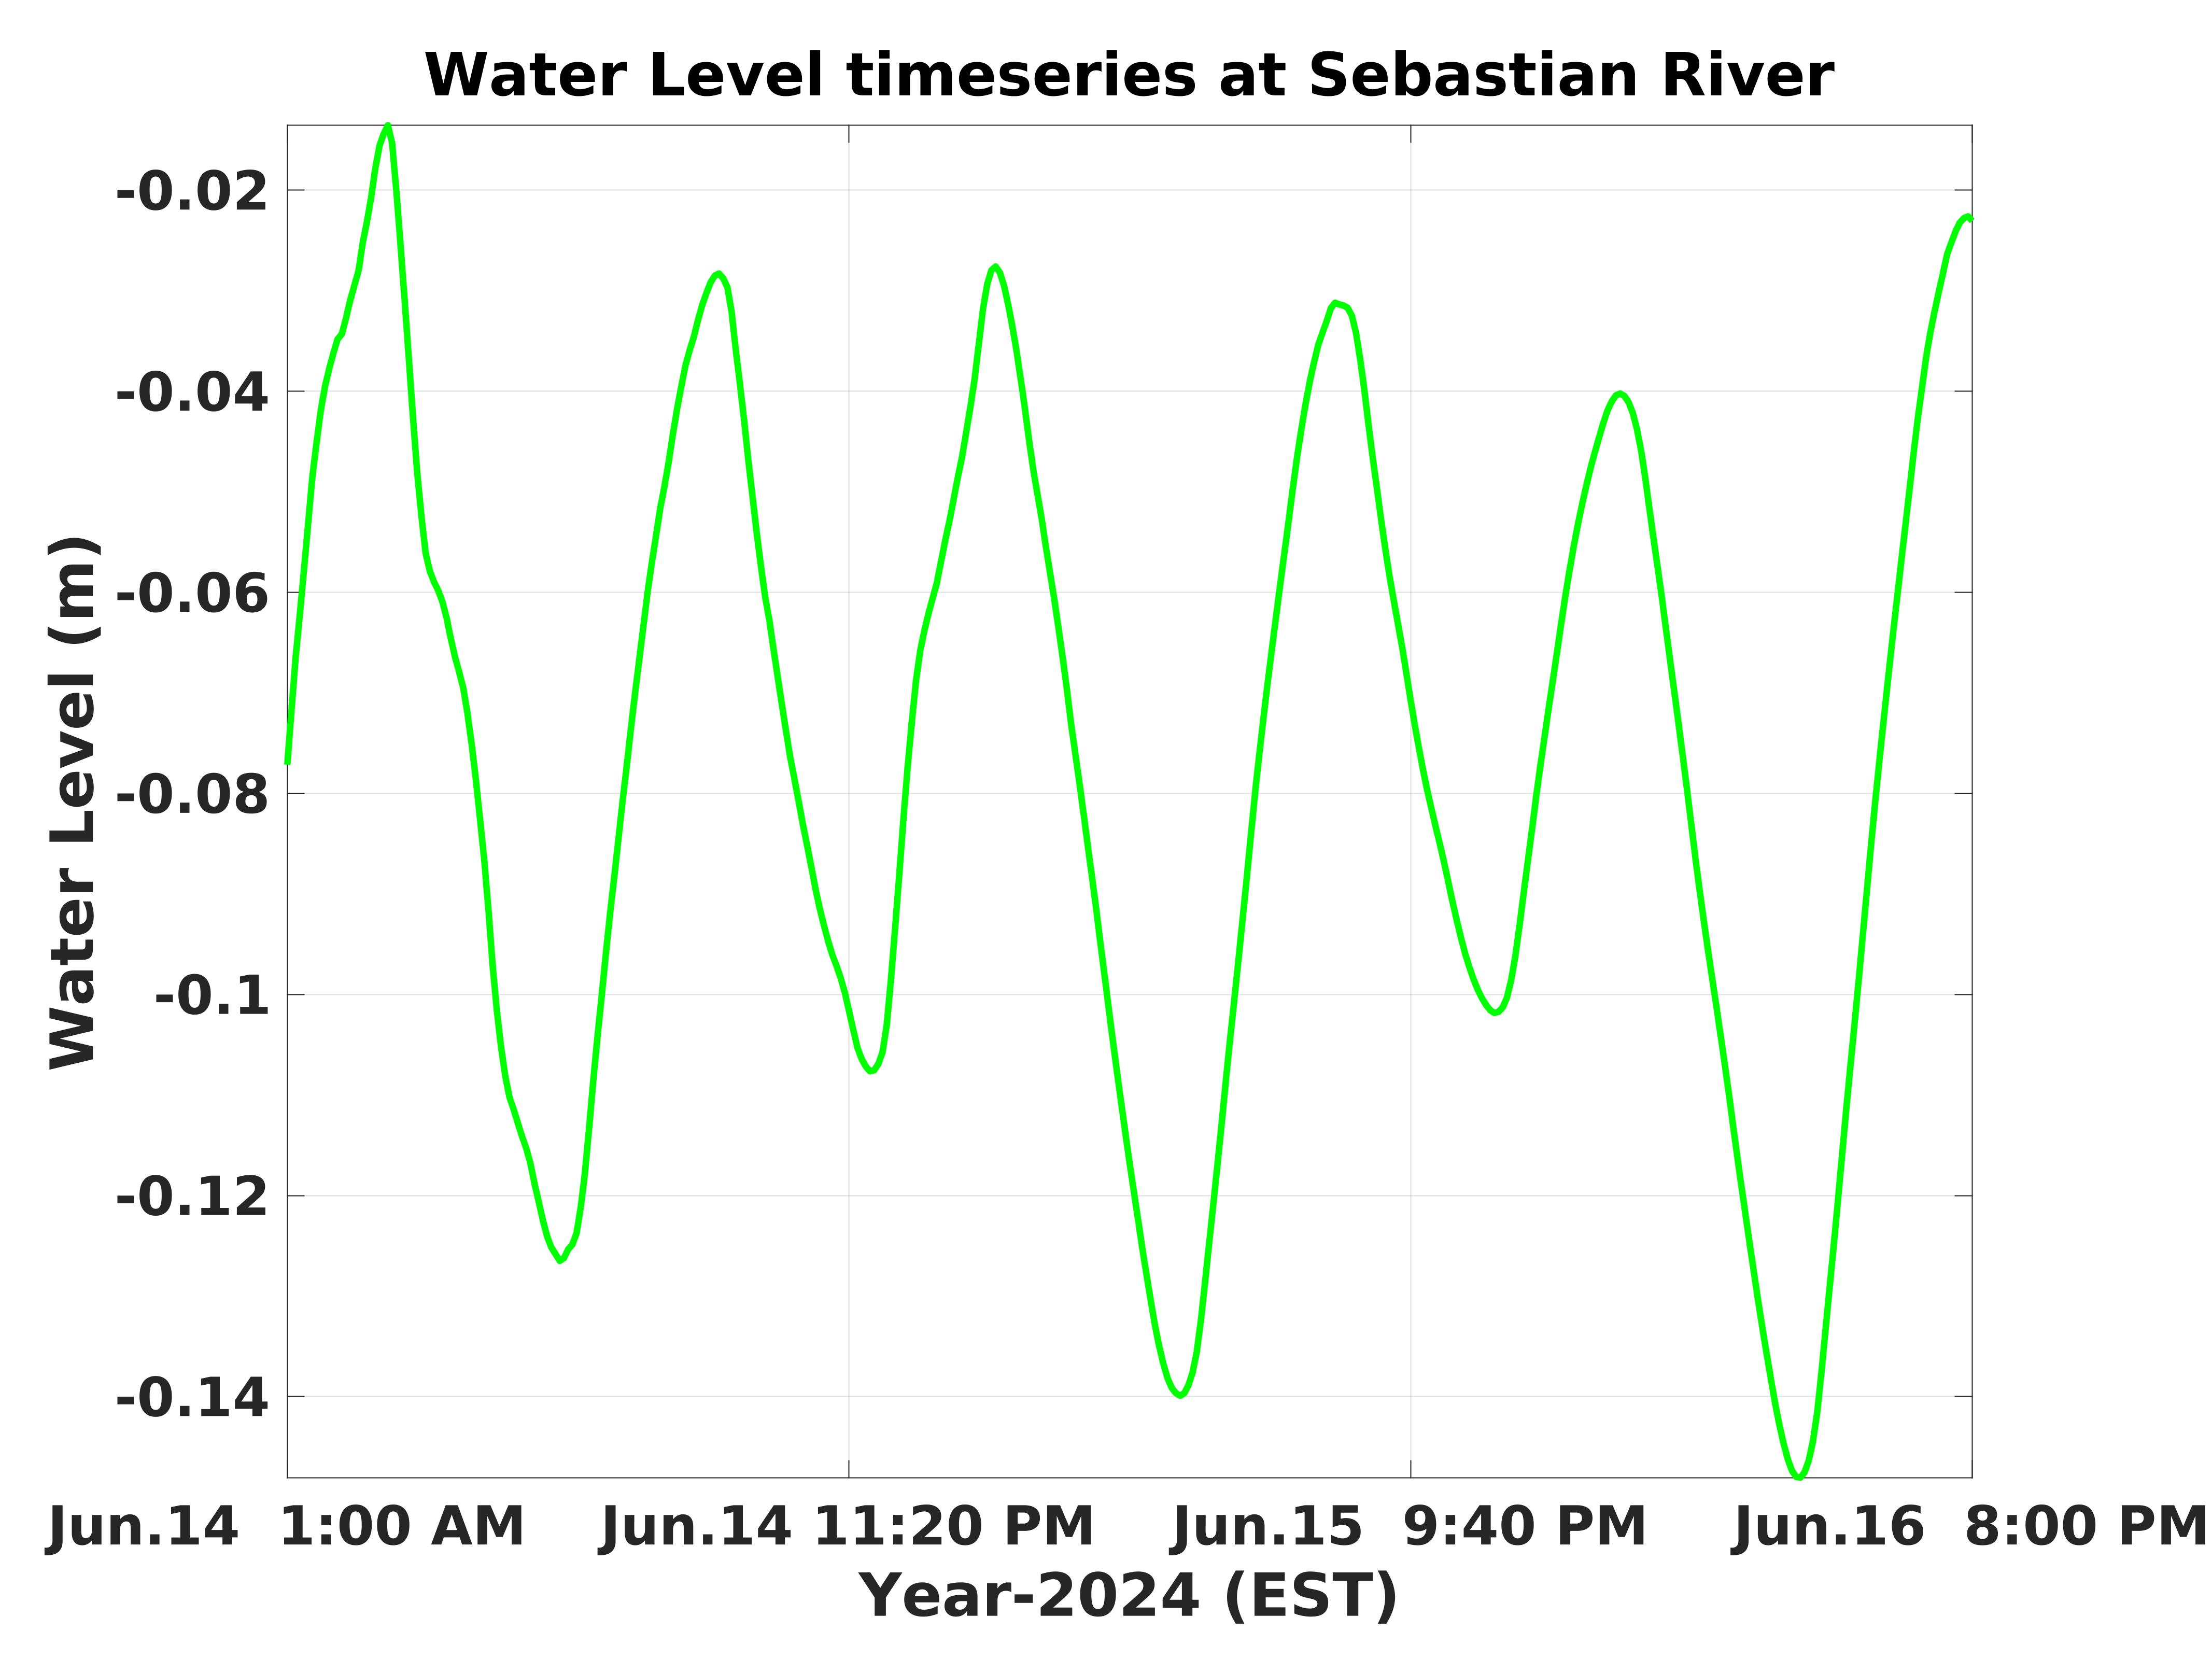 Water Level timeseries at Sebastian River
Water Level (m)
-0.02
-0.04
-0.06
-0.08
-0.1
-0.12
-0.14
Jun.14 1:00 AM Jun.14 11:20 PM Jun.15 9:40 PM Jun.16 8:00 PM
Year-2024 (EST)